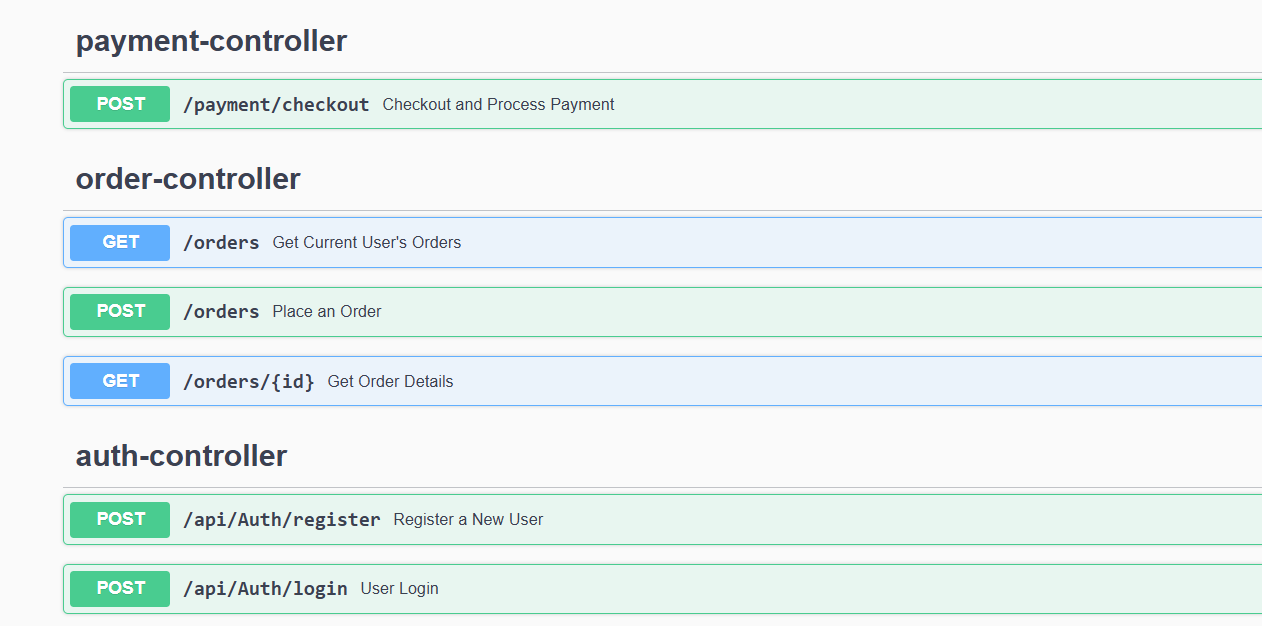 payment-controller
POST /payment/checkout Checkout and Process Payment
order-controller
GET /orders Get Current User's Orders
POST /orders Place an Order
GET /orders/{id} Get Order Details
auth-controller
POST /api/Auth/register Register a New User
POST /api/Auth/login User Login